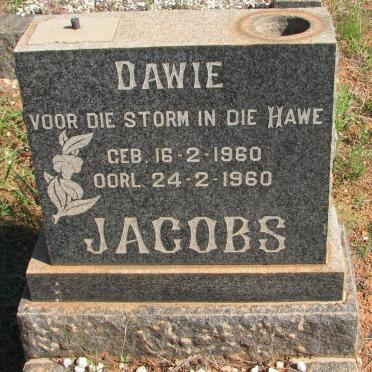 DAWIE
VOOR DIE STORM IN DIE HAWE
GEB. 16-2-1960
OORL. 24-2-1960
JACOBS